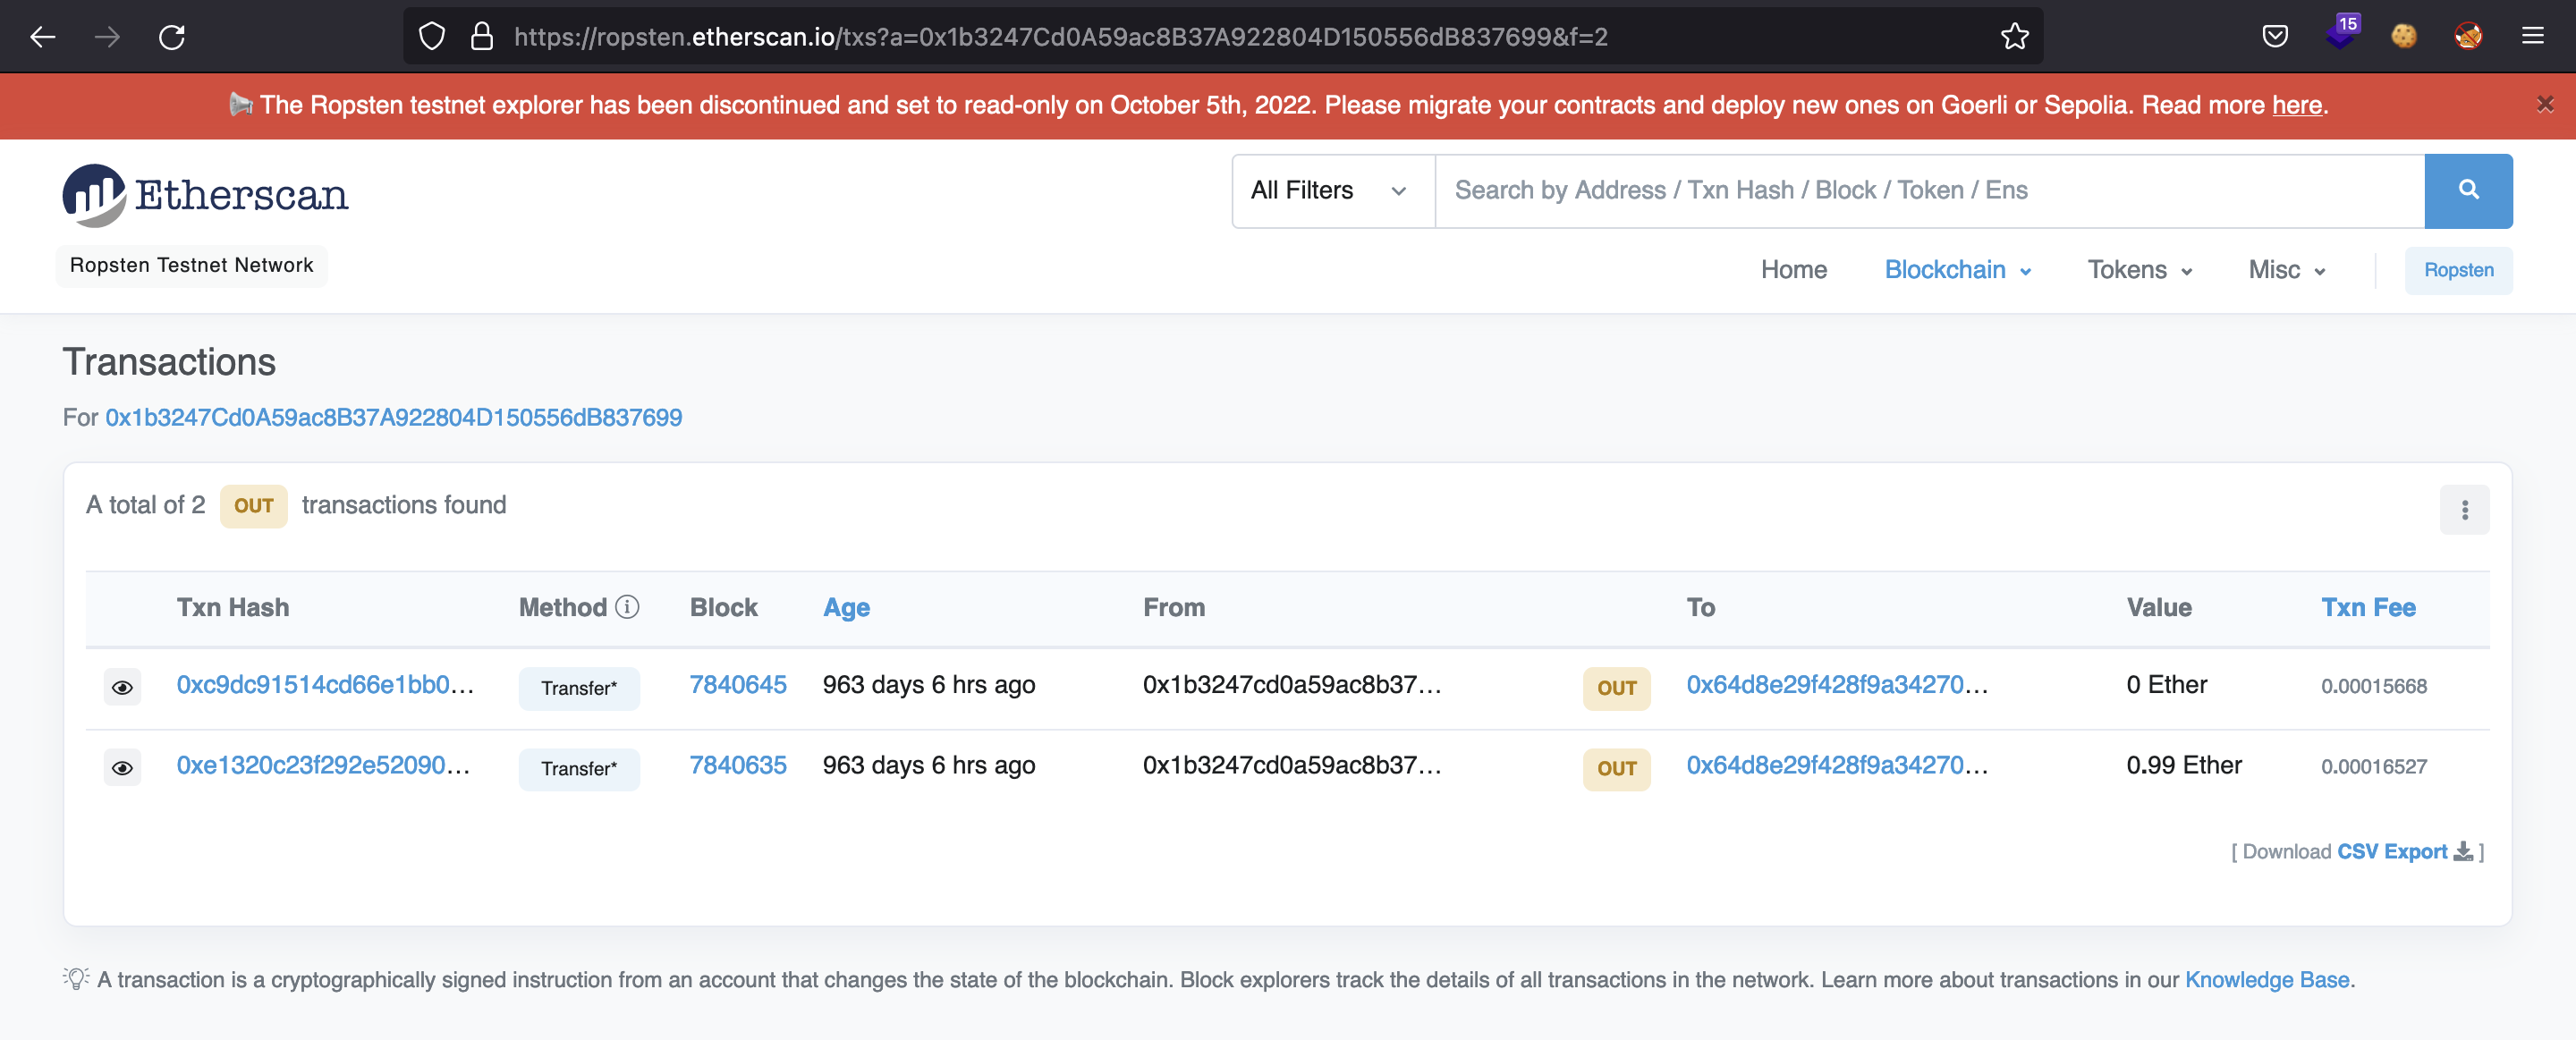 https://ropsten.etherscan.io/txs?a=0x1b3247Cd0A59ac8B37A922804D150556dB837699&f=2
15
The Ropsten testnet explorer has been discontinued and set to read-only on October 5th, 2022. Please migrate your contracts and deploy new ones on Goerli or Sepolia. Read more here.
Etherscan
All Filters
Search by Address / Txn Hash / Block / Token / Ens
Ropsten Testnet Network
Home Blockchain Tokens Misc Ropsten
Transactions
For 0x1b3247Cd0A59ac8B37A922804D150556dB837699
A total of 2 OUT transactions found
Txn Hash Method Block Age From To Value Txn Fee
0xc9dc91514cd66e1bb0... Transfer* 7840645 963 days 6 hrs ago 0x1b3247cd0a59ac8b37... OUT 0x64d8e29f428f9a34270... 0 Ether 0.00015668
0xe1320c23f292e52090... Transfer* 7840635 963 days 6 hrs ago 0x1b3247cd0a59ac8b37... OUT 0x64d8e29f428f9a34270... 0.99 Ether 0.00016527
[ Download CSV Export ]
A transaction is a cryptographically signed instruction from an account that changes the state of the blockchain. Block explorers track the details of all transactions in the network. Learn more about transactions in our Knowledge Base.